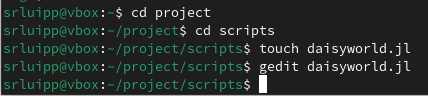 srluipp@vbox:~$ cd project
srluipp@vbox:~/project$ cd scripts
srluipp@vbox:~/project/scripts$ touch daisyworld.jl
srluipp@vbox:~/project/scripts$ gedit daisyworld.jl
srluipp@vbox:~/project/scripts$